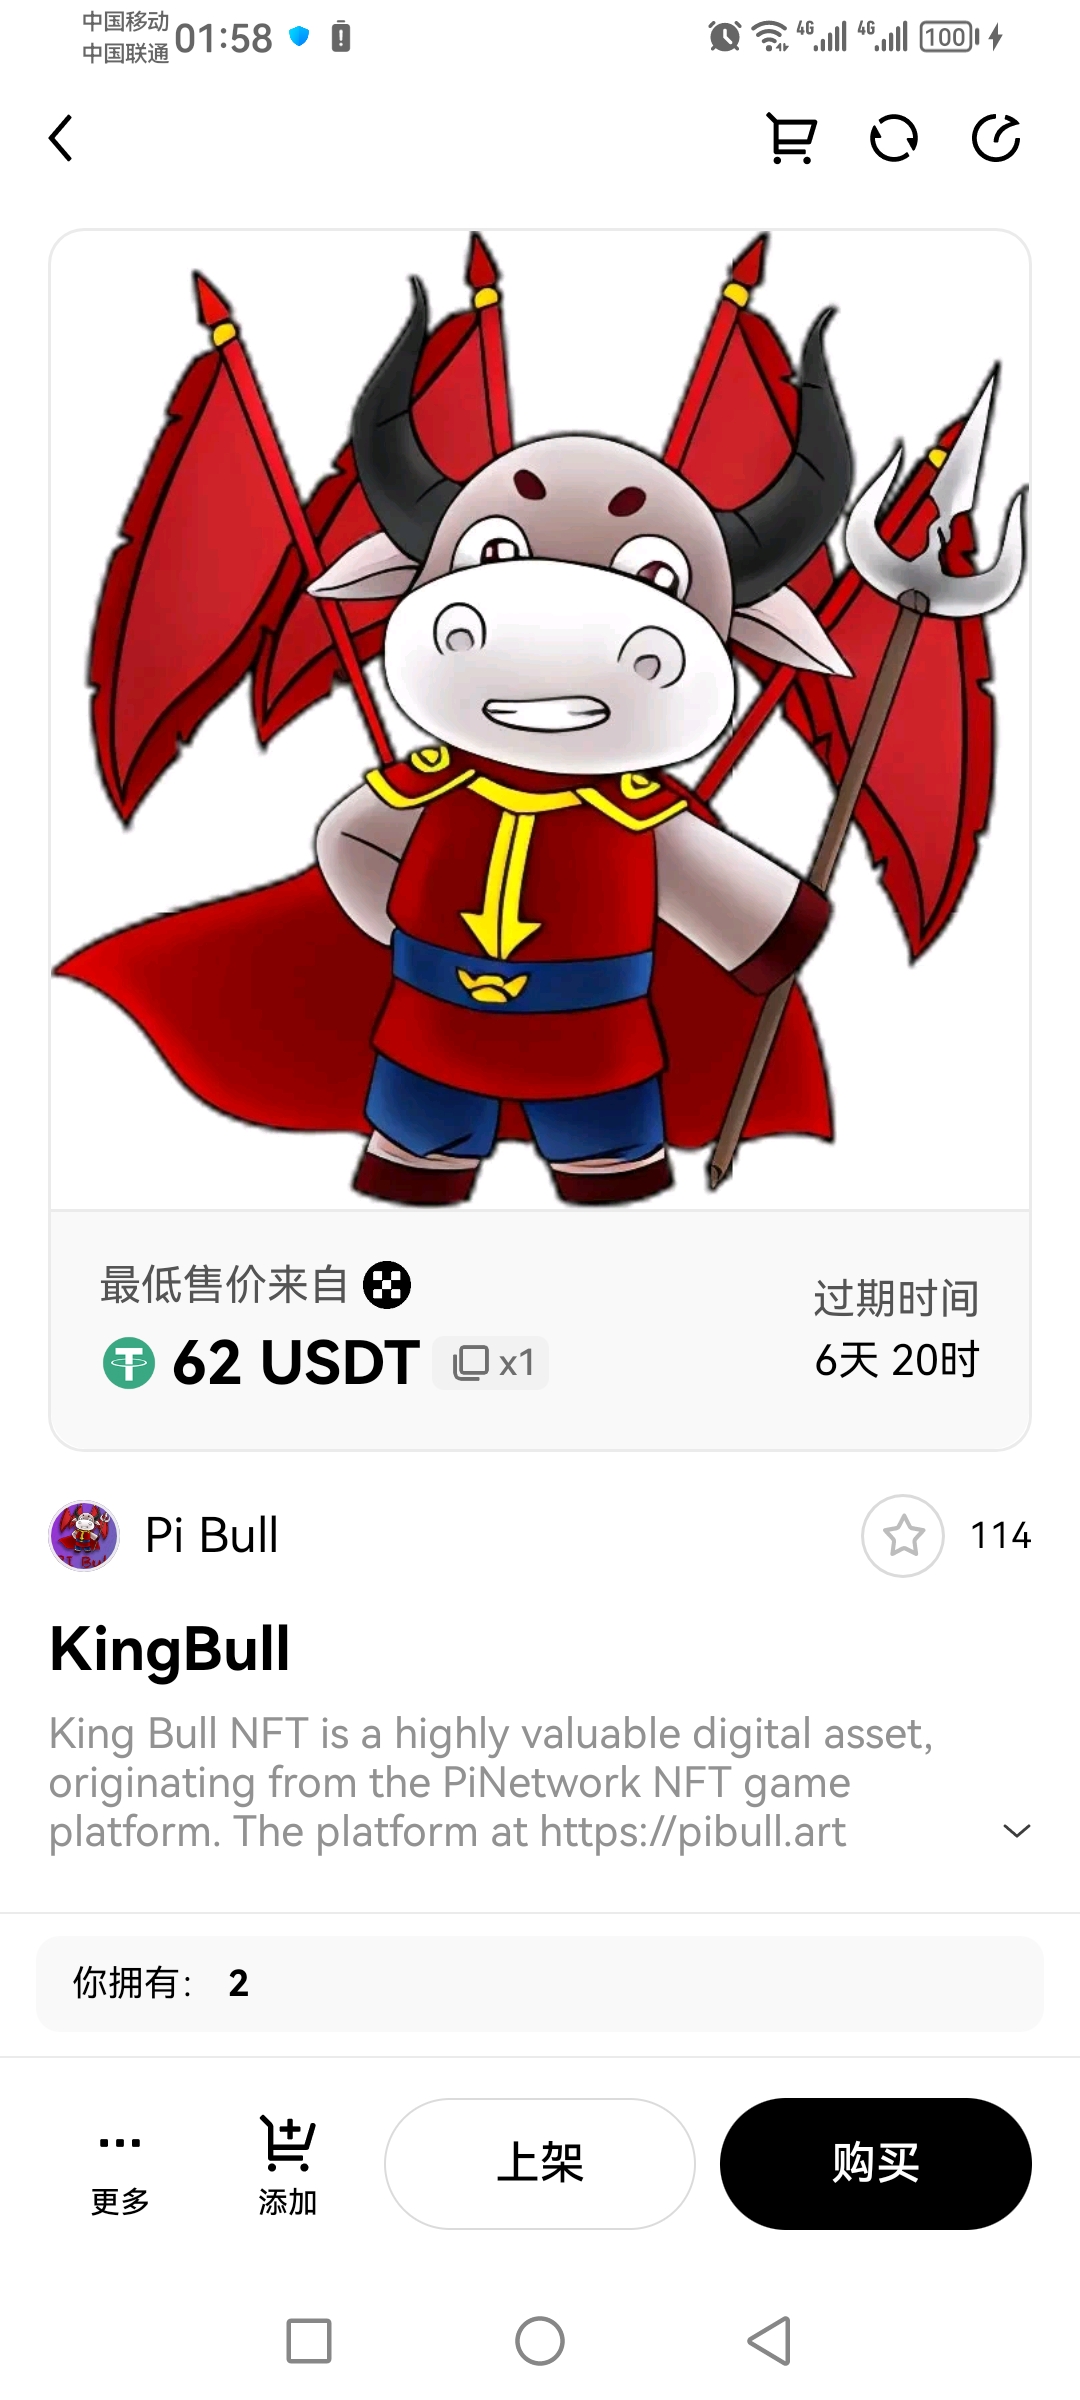 中国移动
中国联通
01:58
4G
4G
100
最低售价来自
62 USDT
x1
过期时间
6天 20时
Pi Bull
114
KingBull
King Bull NFT is a highly valuable digital asset,
originating from the PiNetwork NFT game
platform. The platform at https://pibull.art
你拥有： 2
更多
添加
上架
购买